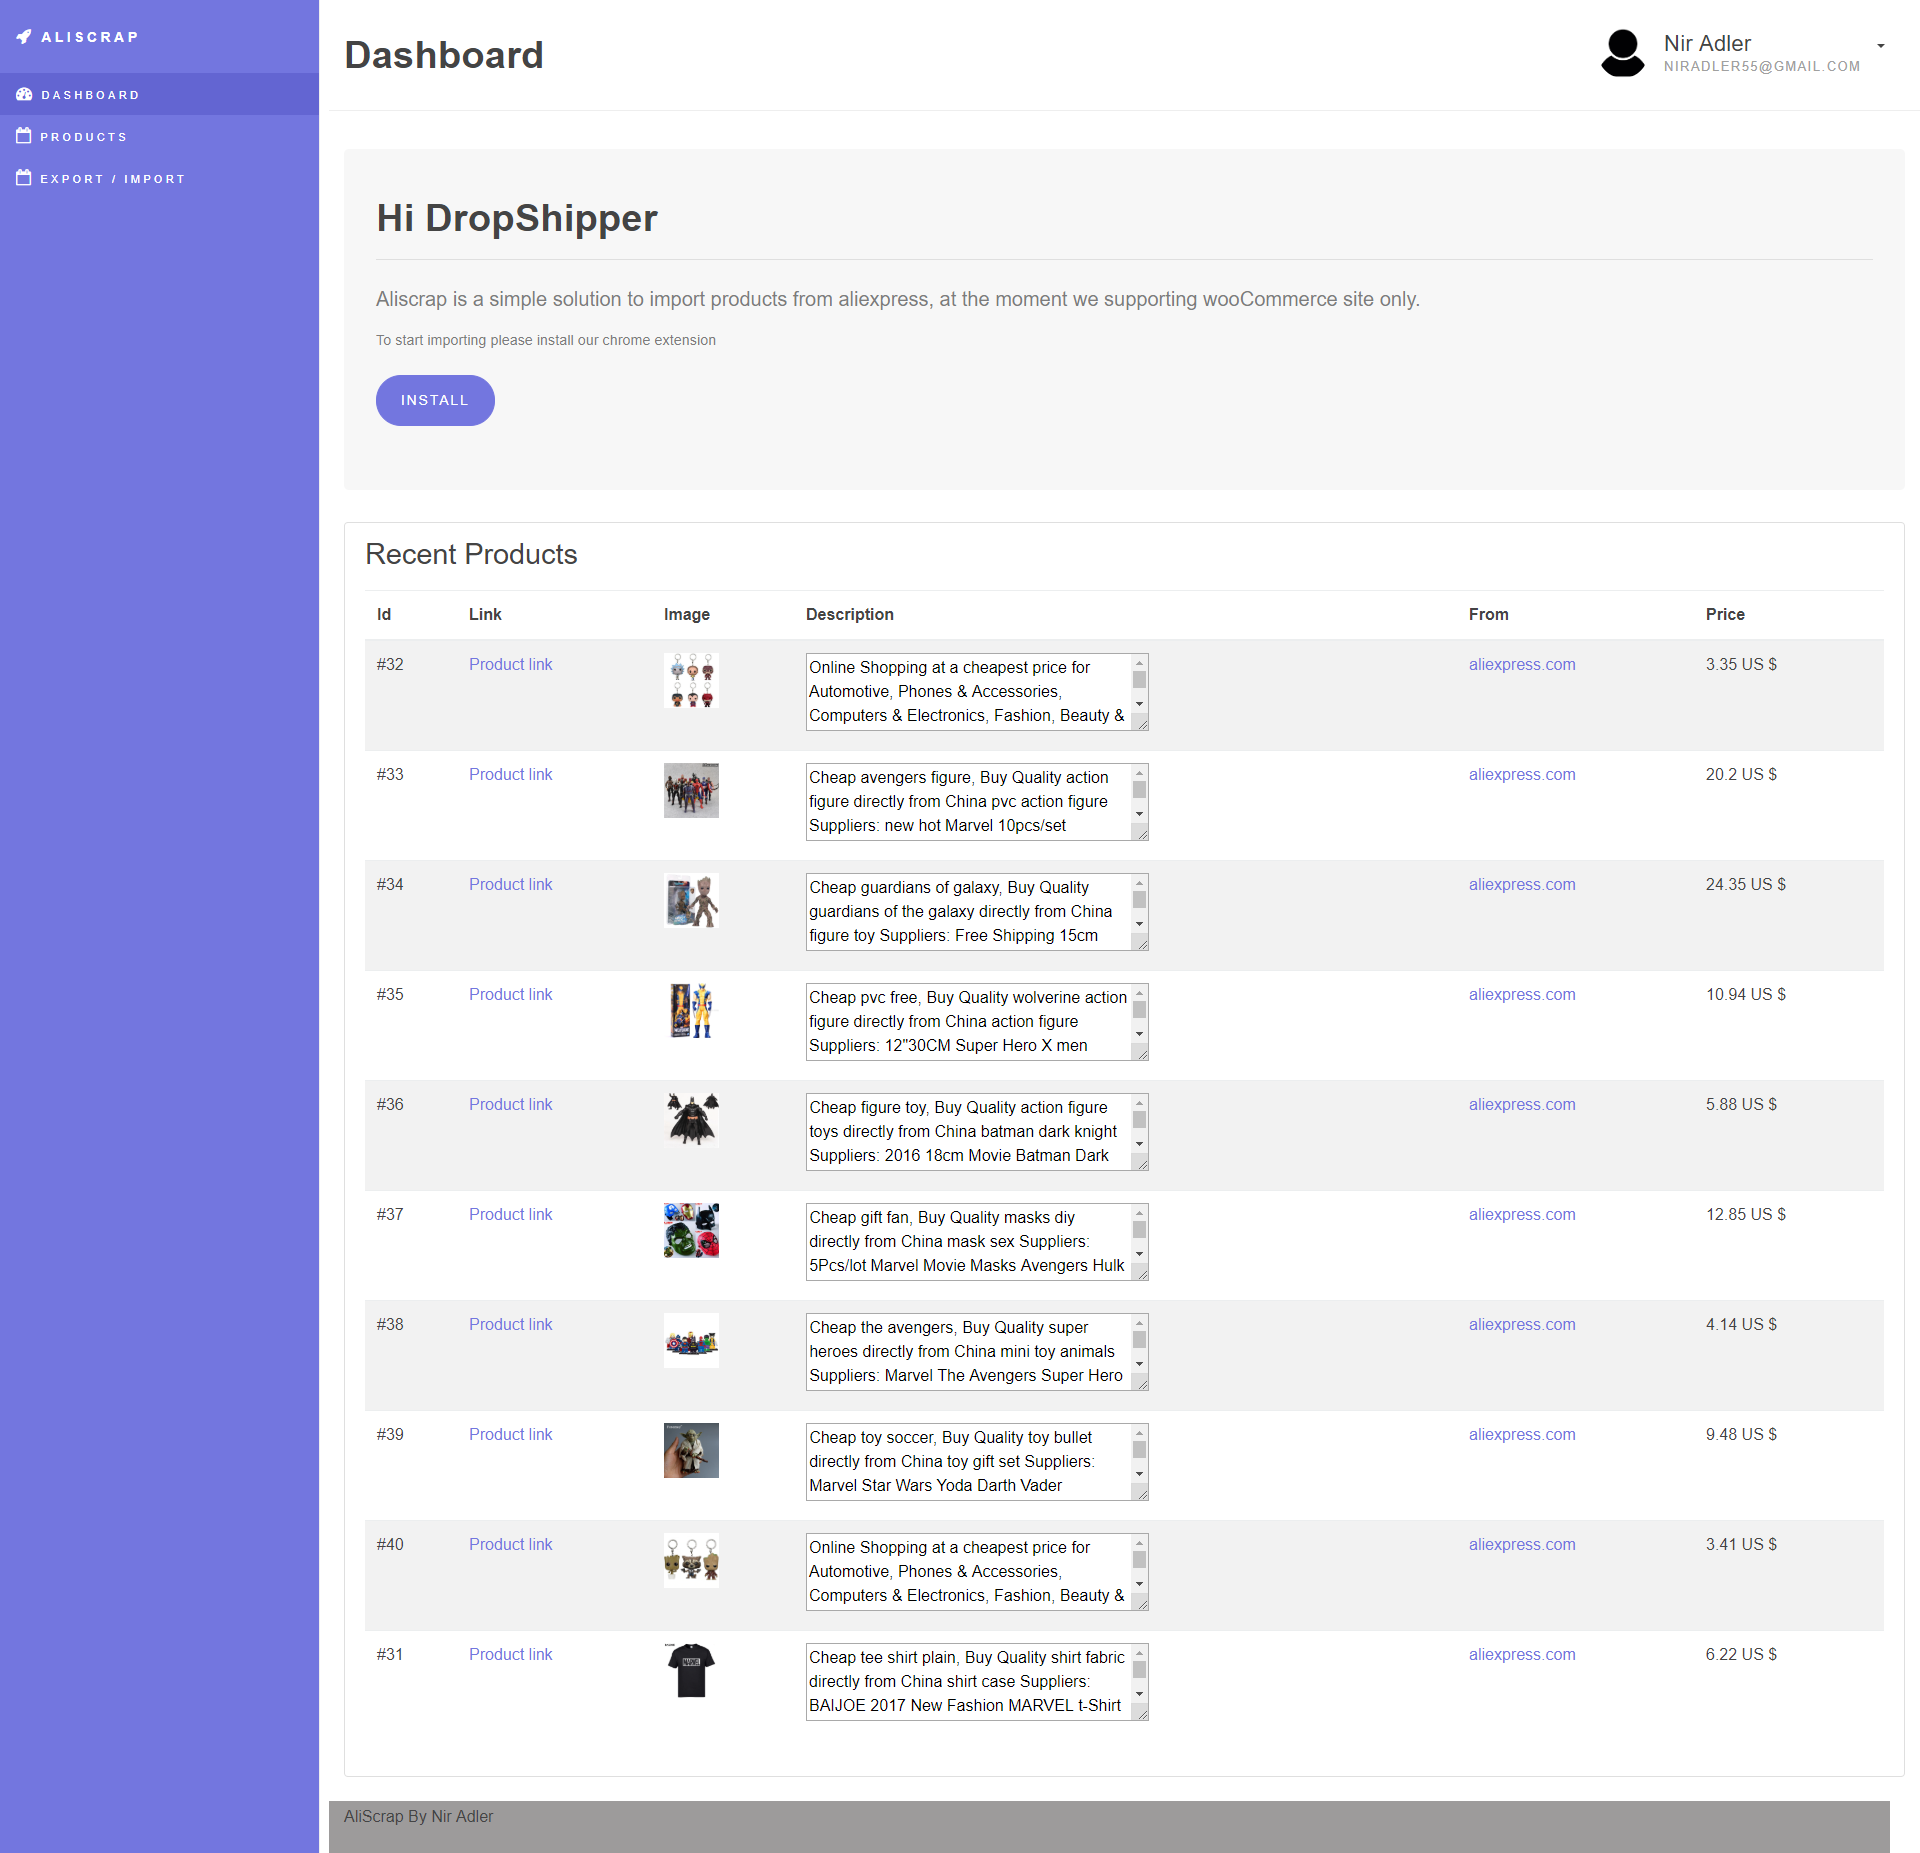 ALISCRAP
DASHBOARD
PRODUCTS
EXPORT / IMPORT
Dashboard
Nir Adler
NIRADLER55@GMAIL.COM
Hi DropShipper
Aliscrap is a simple solution to import products from aliexpress, at the moment we supporting wooCommerce site only.
To start importing please install our chrome extension
INSTALL
Recent Products
Id Link Image Description From Price
#32 Product link Online Shopping at a cheapest price for aliexpress.com 3.35 US $
Automotive, Phones & Accessories,
Computers & Electronics, Fashion, Beauty &
#33 Product link Cheap avengers figure, Buy Quality action aliexpress.com 20.2 US $
figure directly from China pvc action figure
Suppliers: new hot Marvel 10pcs/set
#34 Product link Cheap guardians of galaxy, Buy Quality aliexpress.com 24.35 US $
guardians of the galaxy directly from China
figure toy Suppliers: Free Shipping 15cm
#35 Product link Cheap pvc free, Buy Quality wolverine action aliexpress.com 10.94 US $
figure directly from China action figure
Suppliers: 12"30CM Super Hero X men
#36 Product link Cheap figure toy, Buy Quality action figure aliexpress.com 5.88 US $
toys directly from China batman dark knight
Suppliers: 2016 18cm Movie Batman Dark
#37 Product link Cheap gift fan, Buy Quality masks diy aliexpress.com 12.85 US $
directly from China mask sex Suppliers:
5Pcs/lot Marvel Movie Masks Avengers Hulk
#38 Product link Cheap the avengers, Buy Quality super aliexpress.com 4.14 US $
heroes directly from China mini toy animals
Suppliers: Marvel The Avengers Super Hero
#39 Product link Cheap toy soccer, Buy Quality toy bullet aliexpress.com 9.48 US $
directly from China toy gift set Suppliers:
Marvel Star Wars Yoda Darth Vader
#40 Product link Online Shopping at a cheapest price for aliexpress.com 3.41 US $
Automotive, Phones & Accessories,
Computers & Electronics, Fashion, Beauty &
#31 Product link MARVEL Cheap tee shirt plain, Buy Quality shirt fabric aliexpress.com 6.22 US $
directly from China shirt case Suppliers:
BAIJOE 2017 New Fashion MARVEL t-Shirt
AliScrap By Nir Adler